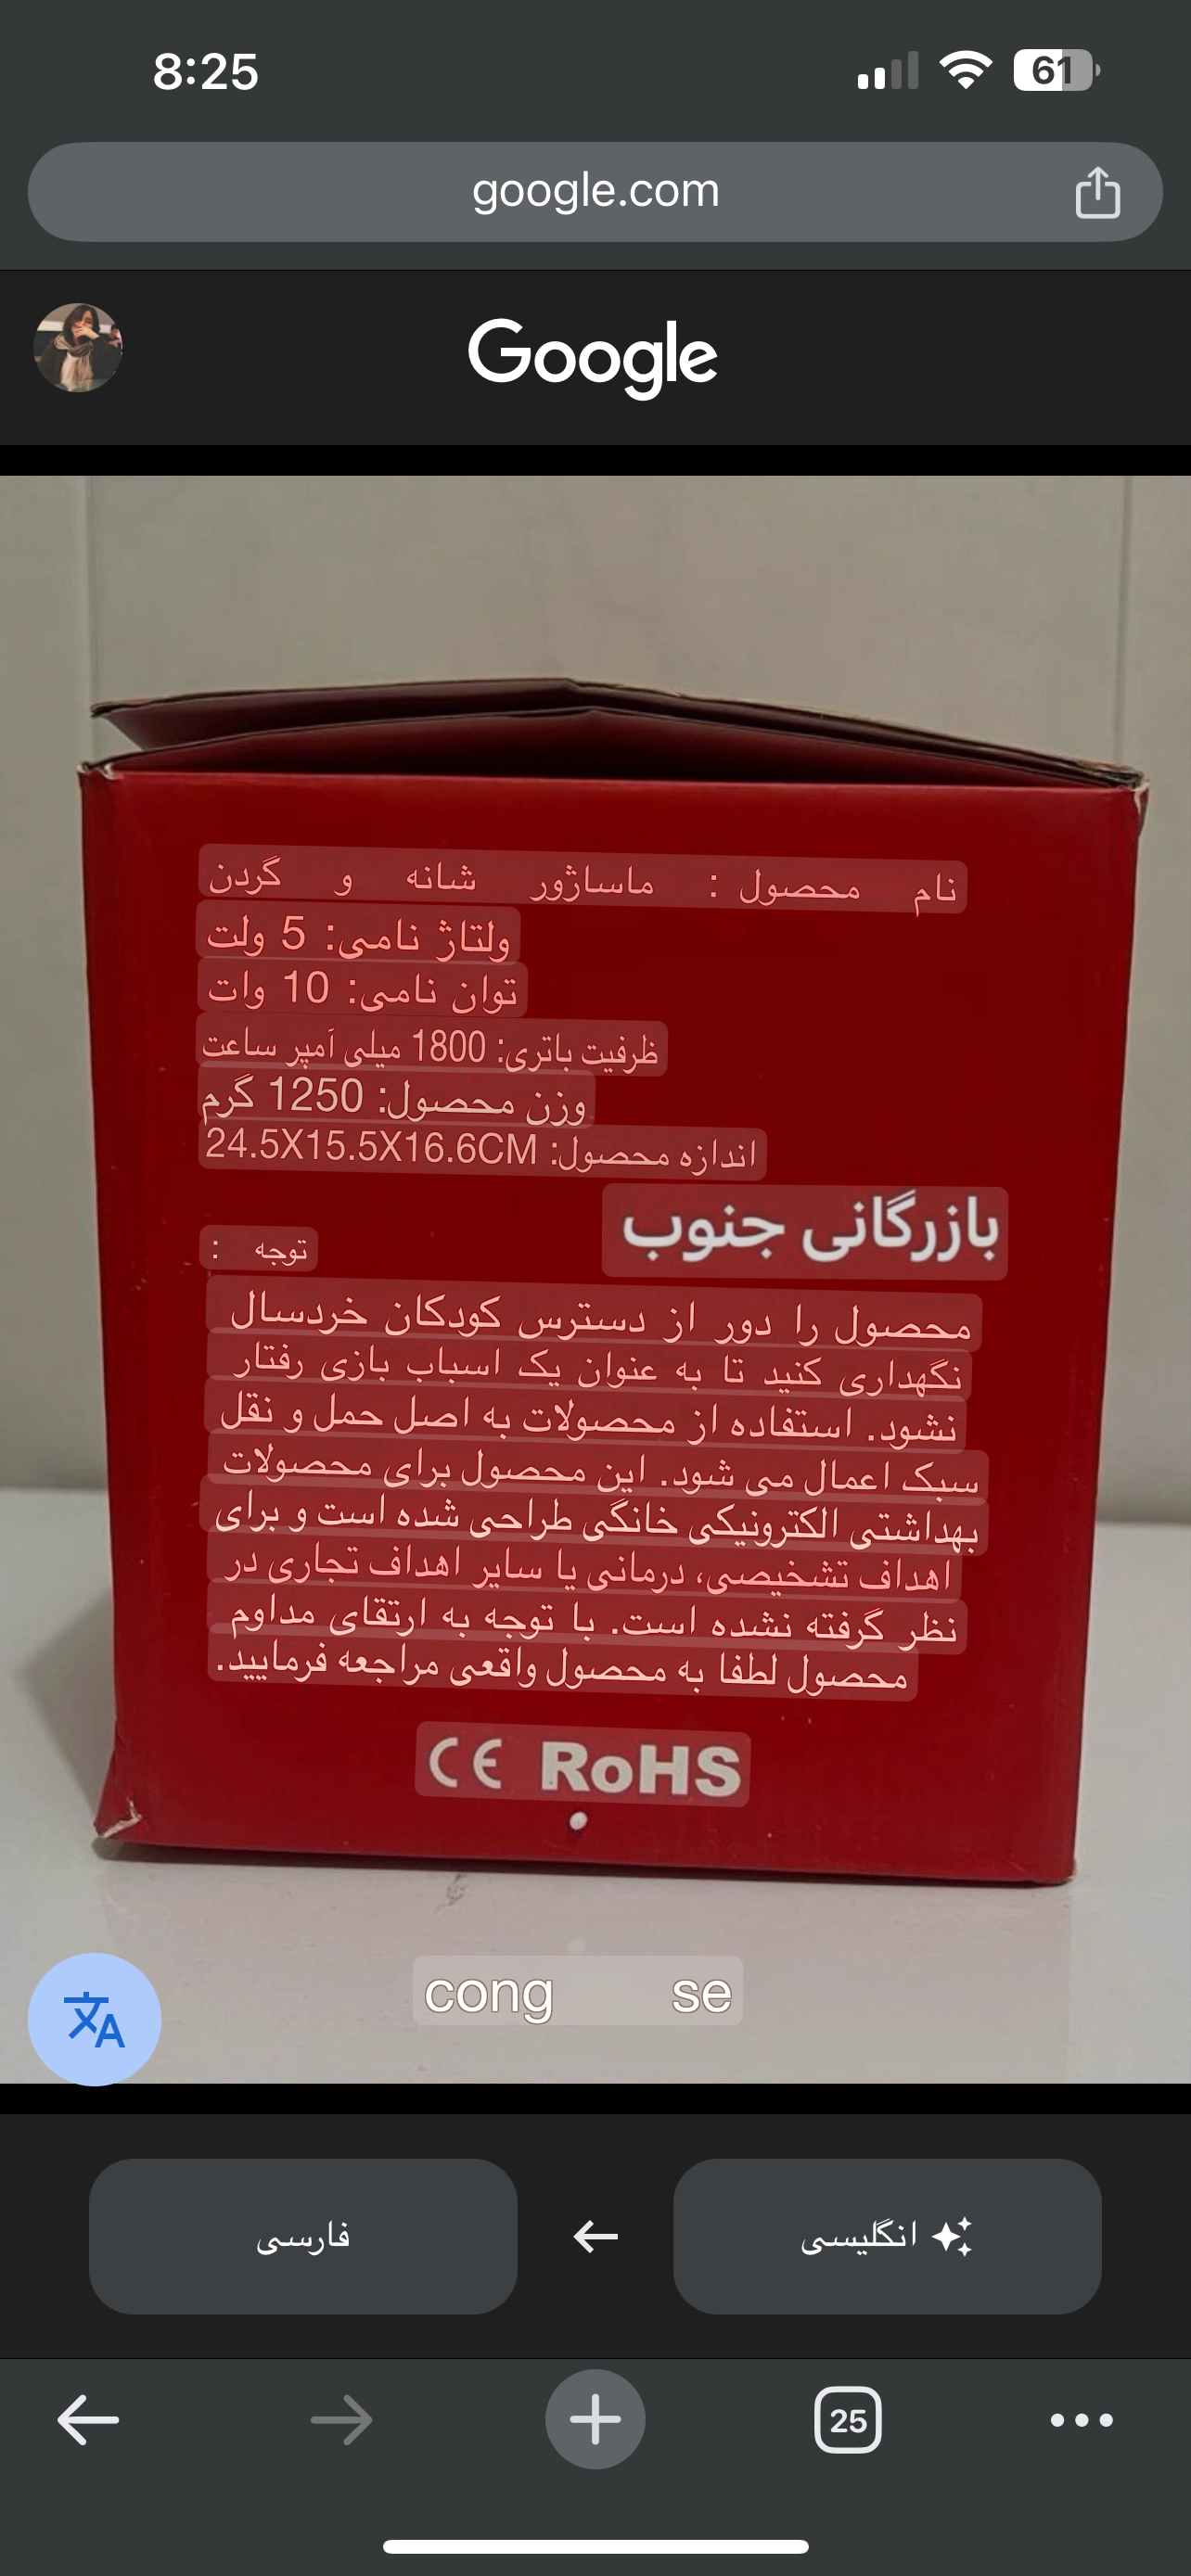 8:25
61
google.com
Google
نام محصول : ماساژور شانه و گردن
ولتاژ نامی: 5 ولت
توان نامی: 10 وات
ظرفیت باتری: 1800 میلی آمپر ساعت
وزن محصول: 1250 گرم
اندازه محصول: 24.5X15.5X16.6CM
بازرگانی جنوب
توجه :
محصول را دور از دسترس کودکان خردسال
نگهداری کنید تا به عنوان یک اسباب بازی رفتار
نشود. استفاده از محصولات به اصل حمل و نقل
سبک اعمال می شود. این محصول برای محصولات
بهداشتی الکترونیکی خانگی طراحی شده است و برای
اهداف تشخیصی، درمانی یا سایر اهداف تجاری در
نظر گرفته نشده است. با توجه به ارتقای مداوم
محصول لطفا به محصول واقعی مراجعه فرمایید.
CE RoHS
cong se
انگلیسی
فارسی
25